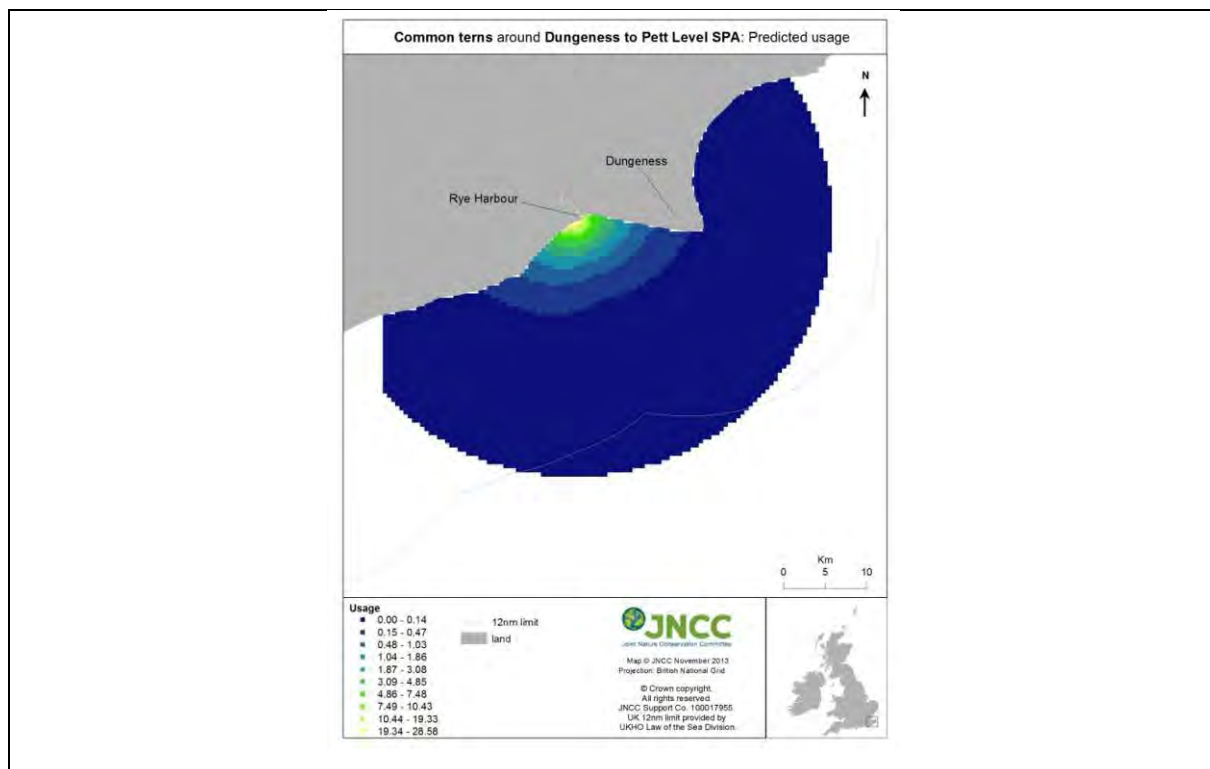 Common terns around Dungeness to Pett Level SPA: Predicted usage
N
Dungeness
Rye Harbour
Km
0 5 10
Usage
0.00 - 0.14
0.15 - 0.47
0.48 - 1.03
1.04 - 1.86
1.87 - 3.08
3.09 - 4.85
4.86 - 7.48
7.49 - 10.43
10.44 - 19.33
19.34 - 28.58
12nm limit
land
JNCC
Joint Nature Conservation Committee
Map © JNCC November 2013
Projection: British National Grid
© Crown copyright.
All rights reserved
JNCC Support Co. 100017955
UK 12nm limit provided by
UKHO Law of the Sea Division.